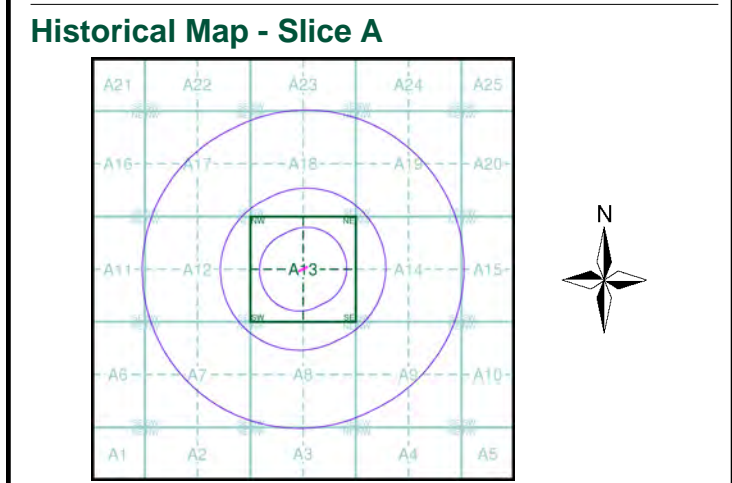 Historical Map - Slice A
A21 A22 A23 A24 A25
A16 A17 A18 A19 A20
N
NW NE
A11 A12 A13 A14 A15
SW SE
A6 A7 A8 A9 A10
A1 A2 A3 A4 A5